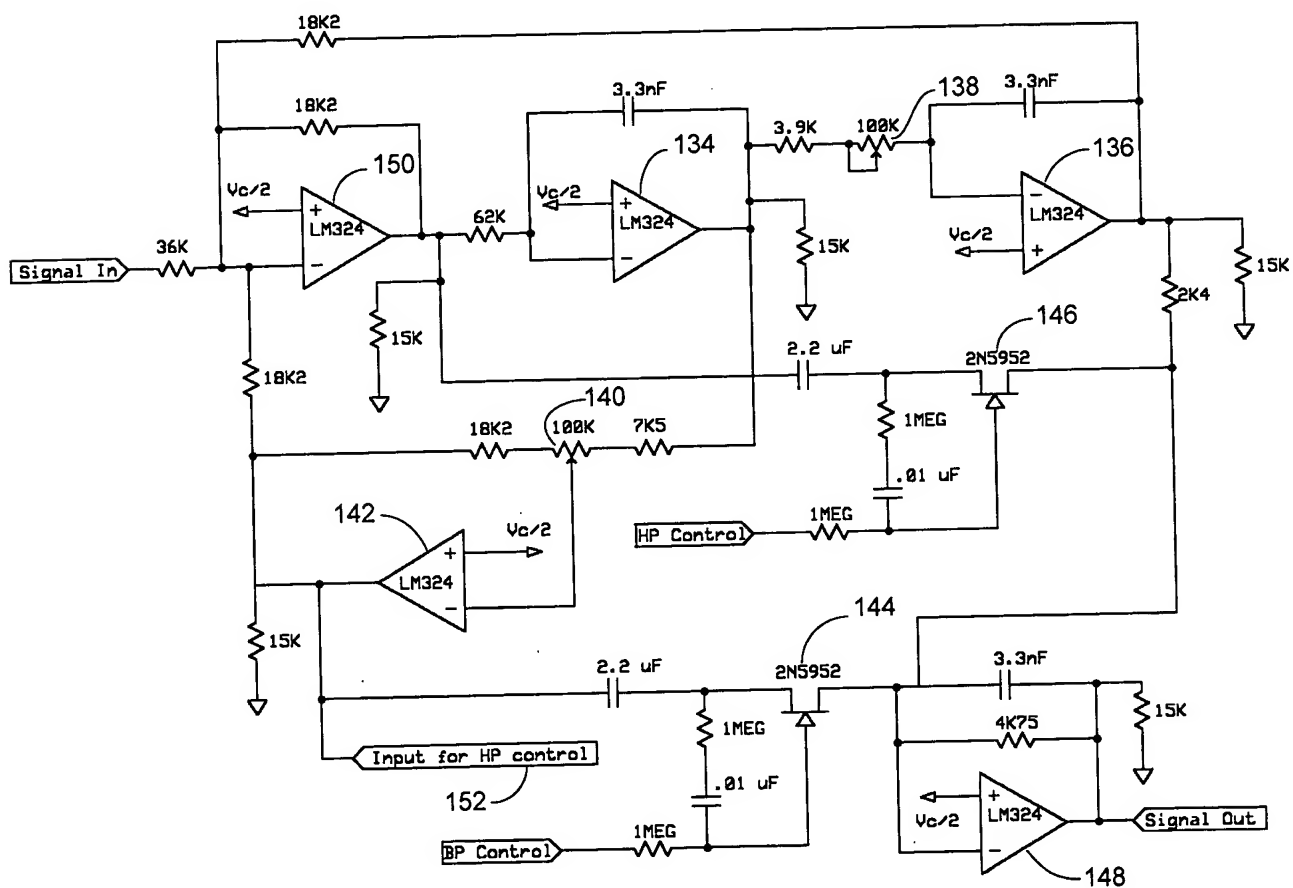 18K2
18K2
3.3nF
3.9K
138
100K
3.3nF
150
134
136
Vc/2
+
LM324
-
36K
Signal In
62K
Vc/2
+
LM324
-
15K
-
LM324
+
Vc/2
15K
2K4
15K
18K2
2.2 uF
146
2N5952
140
18K2
100K
7K5
1MEG
.01 uF
HP Control
1MEG
142
Vc/2
+
LM324
-
15K
144
2.2 uF
2N5952
3.3nF
15K
4K75
1MEG
Input for HP control
152
.01 uF
Vc/2
+
LM324
-
Signal Out
BP Control
1MEG
148